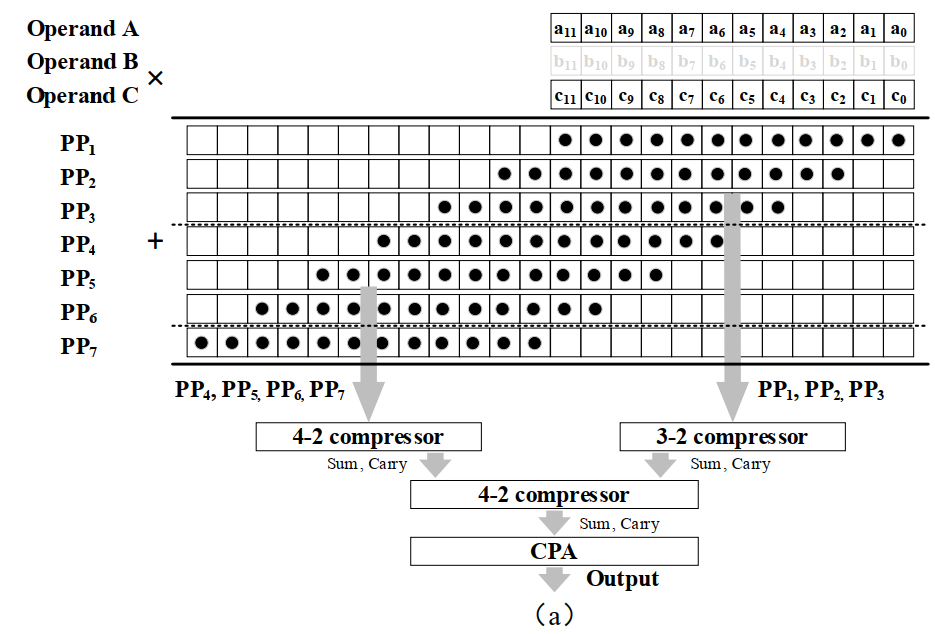 Operand A a₁₁ a₁₀ a₉ a₈ a₇ a₆ a₅ a₄ a₃ a₂ a₁ a₀
Operand B b₁₁ b₁₀ b₉ b₈ b₇ b₆ b₅ b₄ b₃ b₂ b₁ b₀
×
Operand C c₁₁ c₁₀ c₉ c₈ c₇ c₆ c₅ c₄ c₃ c₂ c₁ c₀
PP₁
PP₂
PP₃
+
PP₄
PP₅
PP₆
PP₇
PP₄, PP₅, PP₆, PP₇ PP₁, PP₂, PP₃
4-2 compressor 3-2 compressor
Sum, Carry Sum, Carry
4-2 compressor
Sum, Carry
CPA
Output
(a)